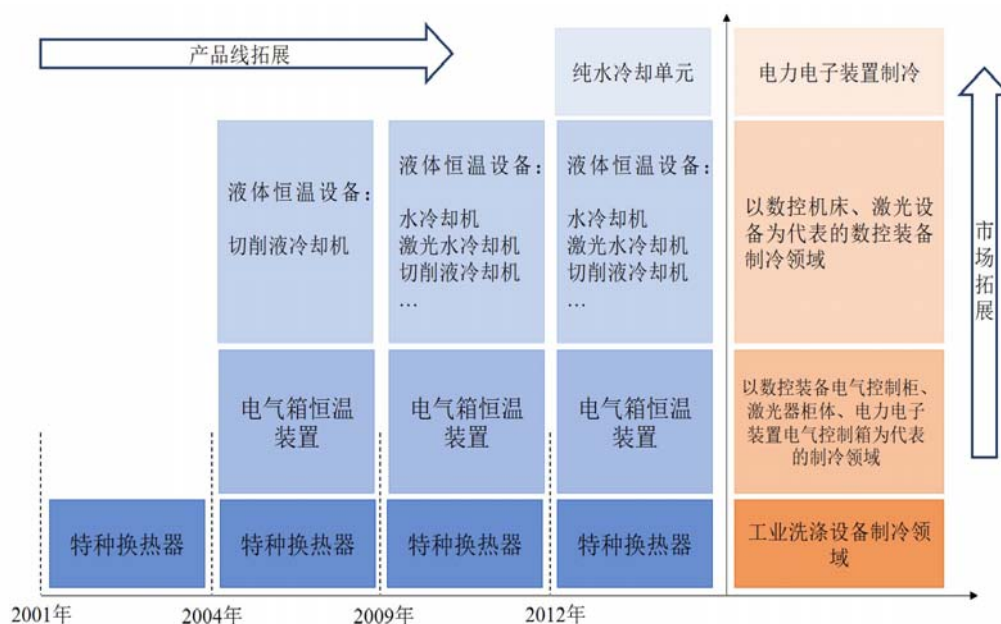 产品线拓展
纯水冷却单元
电力电子装置制冷
液体恒温设备：
切削液冷却机
液体恒温设备：
水冷却机
激光水冷却机
切削液冷却机
…
液体恒温设备：
水冷却机
激光水冷却机
切削液冷却机
…
以数控机床、激光设
备为代表的数控装备
制冷领域
市场拓展
电气箱恒温
装置
电气箱恒温
装置
电气箱恒温
装置
以数控装备电气控制柜、
激光器柜体、电力电子
装置电气控制箱为代表
的制冷领域
特种换热器
特种换热器
特种换热器
特种换热器
工业洗涤设备制冷领
域
2001年
2004年
2009年
2012年